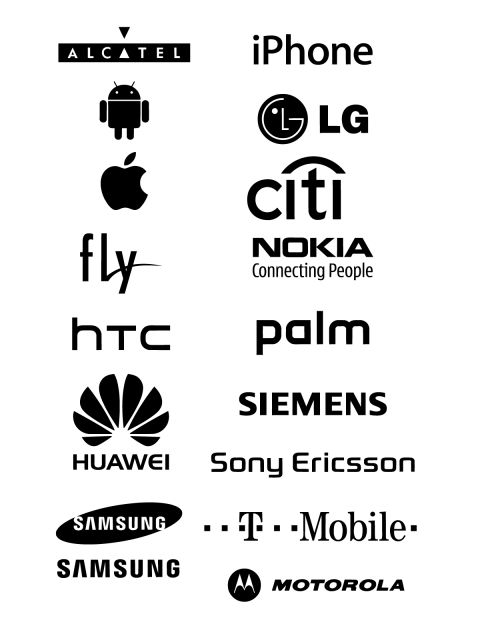 ALCATEL
iPhone
LG
citi
fly
NOKIA
Connecting People
hTC
palm
HUAWEI
SIEMENS
Sony Ericsson
SAMSUNG
T Mobile
SAMSUNG
MOTOROLA